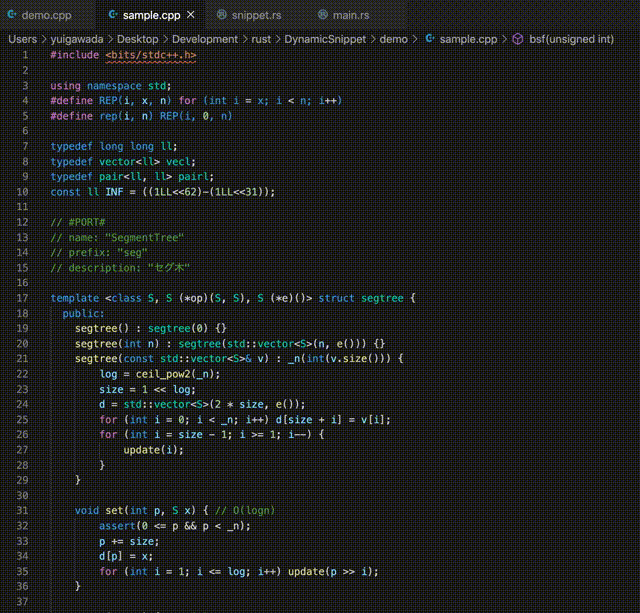 demo.cpp sample.cpp snippet.rs main.rs
Users > yuigawada > Desktop > Development > rust > DynamicSnippet > demo > sample.cpp > bsf(unsigned int)
1 #include <bits/stdc++.h>
2
3 using namespace std;
4 #define REP(i, x, n) for (int i = x; i < n; i++)
5 #define rep(i, n) REP(i, 0, n)
6
7 typedef long long ll;
8 typedef vector<ll> vecl;
9 typedef pair<ll, ll> pairl;
10 const ll INF = ((1LL<<62)-(1LL<<31));
11
12 // #PORT#
13 // name: "SegmentTree"
14 // prefix: "seg"
15 // description: "セグ木"
16
17 template <class S, S (*op)(S, S), S (*e)()> struct segtree {
18 public:
19 segtree() : segtree(0) {}
20 segtree(int n) : segtree(std::vector<S>(n, e())) {}
21 segtree(const std::vector<S>& v) : _n(int(v.size())) {
22 log = ceil_pow2(_n);
23 size = 1 << log;
24 d = std::vector<S>(2 * size, e());
25 for (int i = 0; i < _n; i++) d[size + i] = v[i];
26 for (int i = size - 1; i >= 1; i--) {
27 update(i);
28 }
29 }
30
31 void set(int p, S x) { // O(logn)
32 assert(0 <= p && p < _n);
33 p += size;
34 d[p] = x;
35 for (int i = 1; i <= log; i++) update(p >> i);
36 }
37